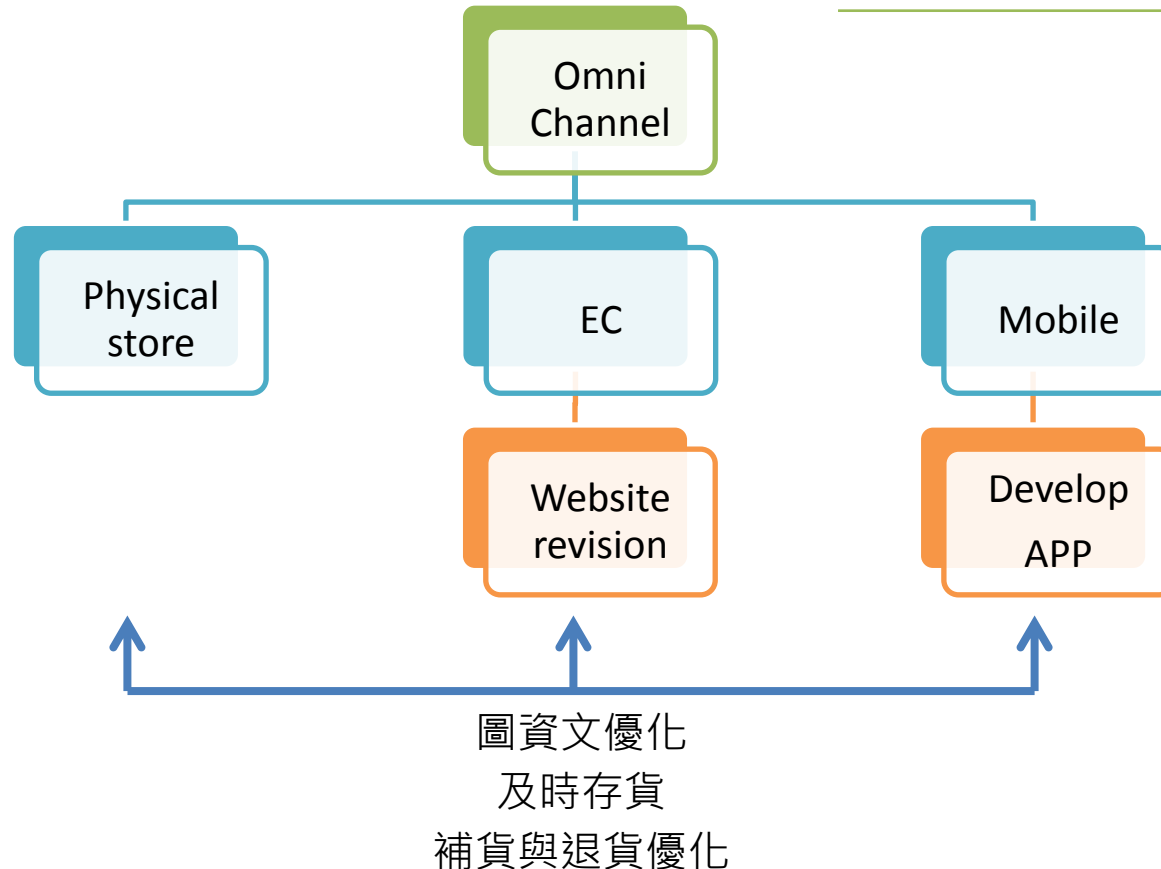 Omni
Channel
Physical
store
EC
Mobile
Website
revision
Develop
APP
圖資文優化
及時存貨
補貨與退貨優化